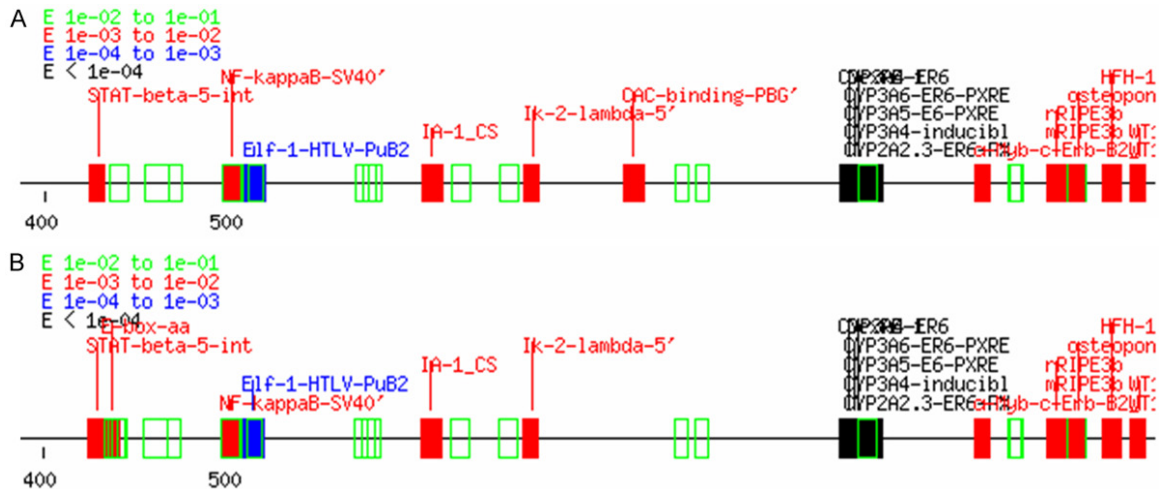 A
E 1e-02 to 1e-01
E 1e-03 to 1e-02
E 1e-04 to 1e-03
E < 1e-04
NF-kappaB-SV40'
HFH-1
STAT-beta-5-int
CAC-binding-PBG'
CYP3A6-ER6-PXRE
osteopon
Ik-2-lambda-5'
CYP3A5-E6-PXRE
IA-1_CS
CYP3A4-inducibl
mRIPE3b WT1
Elf-1-HTLV-PuB2
400
500
B
E 1e-02 to 1e-01
E 1e-03 to 1e-02
E 1e-04 to 1e-03
E < 1e-04
E-box-aa
HFH-1
STAT-beta-5-int
Ik-2-lambda-5'
CYP3A6-ER6-PXRE
osteopon
IA-1_CS
CYP3A5-E6-PXRE
Elf-1-HTLV-PuB2
CYP3A4-inducibl
mRIPE3b WT1
NF-kappaB-SV40'
400
500